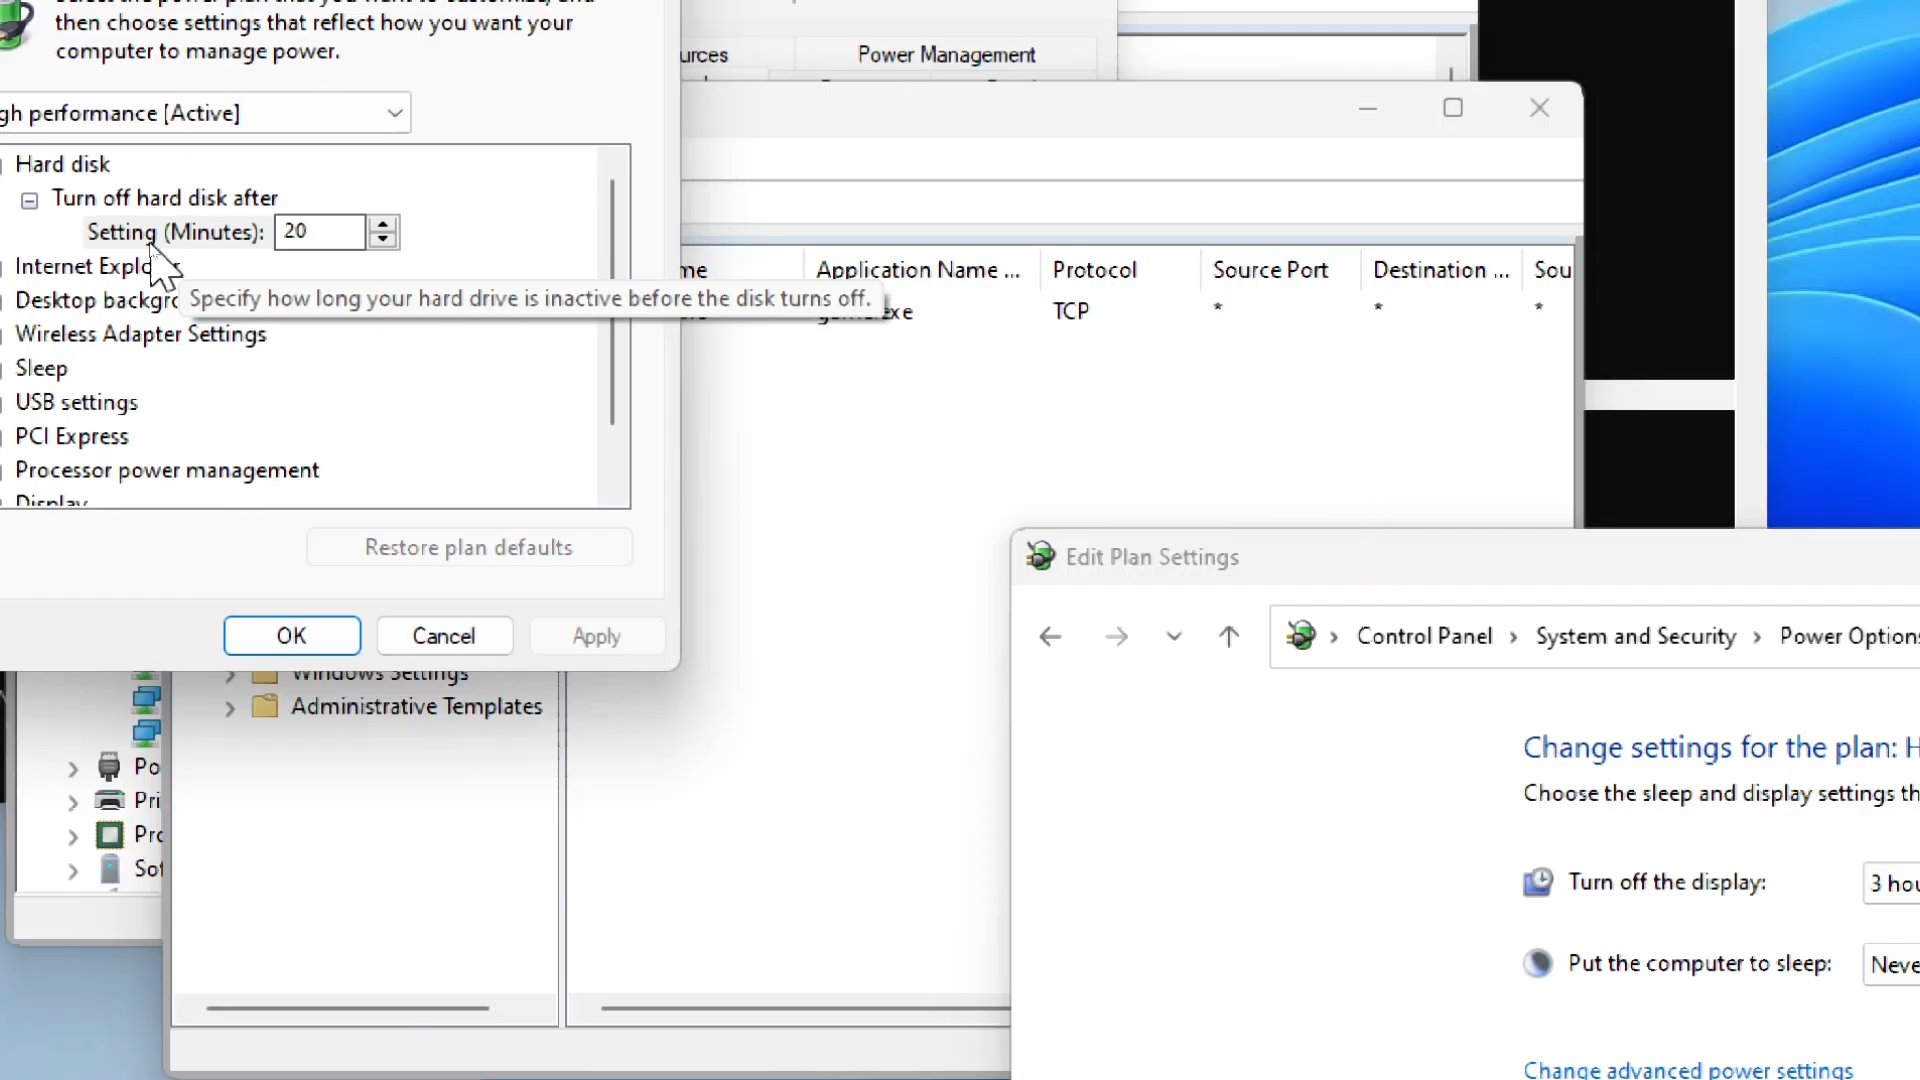 then choose settings that reflect how you want your
computer to manage power.
gh performance [Active]
Hard disk
Turn off hard disk after
Setting (Minutes): 20
Internet Explo
Desktop backgro
Specify how long your hard drive is inactive before the disk turns off.
Wireless Adapter Settings
Sleep
USB settings
PCI Express
Processor power management
Display
Restore plan defaults
OK Cancel Apply
urces Power Management
me Application Name ... Protocol Source Port Destination ... Sou
TCP * * *
Windows Settings
Administrative Templates
Po
Pri
Pro
Sof
Edit Plan Settings
Control Panel > System and Security > Power Options
Change settings for the plan: H
Choose the sleep and display settings th
Turn off the display: 3 hou
Put the computer to sleep: Neve
Change advanced power settings